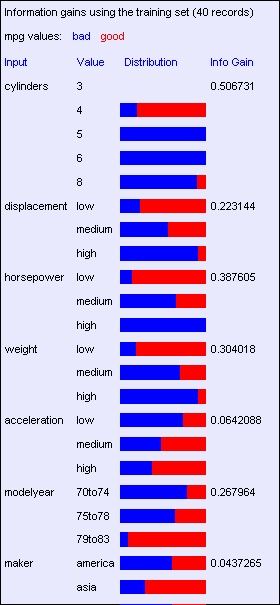 Information gains using the training set (40 records)
mpg values: bad good
Input Value Distribution Info Gain
cylinders 3 0.506731
4
5
6
8
displacement low 0.223144
medium
high
horsepower low 0.387605
medium
high
weight low 0.304018
medium
high
acceleration low 0.0642088
medium
high
modelyear 70to74 0.267964
75to78
79to83
maker america 0.0437265
asia